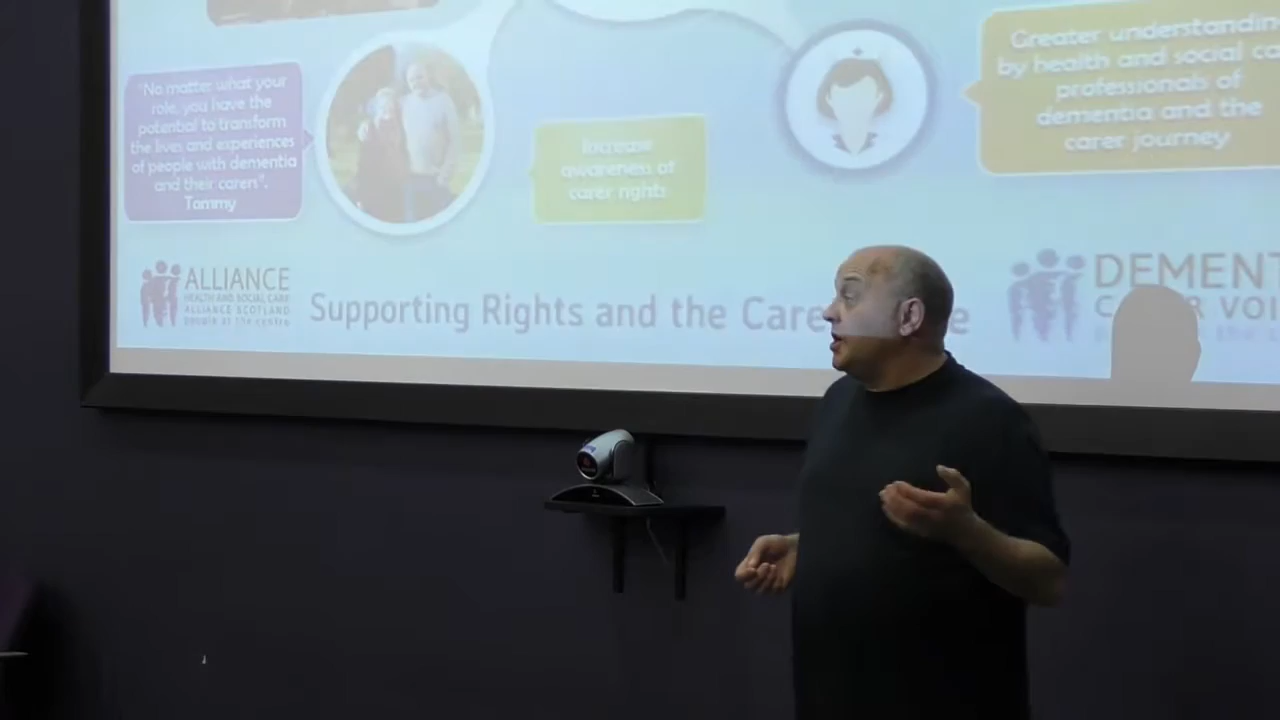 "No matter what your
role, you have the
potential to transform
the lives and experiences
of people with dementia
and their carers".
Tommy
Increase
awareness of
carer rights
Greater understandin
by health and social ca
professionals of
dementia and the
carer journey
ALLIANCE
HEALTH AND SOCIAL CARE
ALLIANCE SCOTLAND
people at the centre
Supporting Rights and the Care
DEMENT
VOI